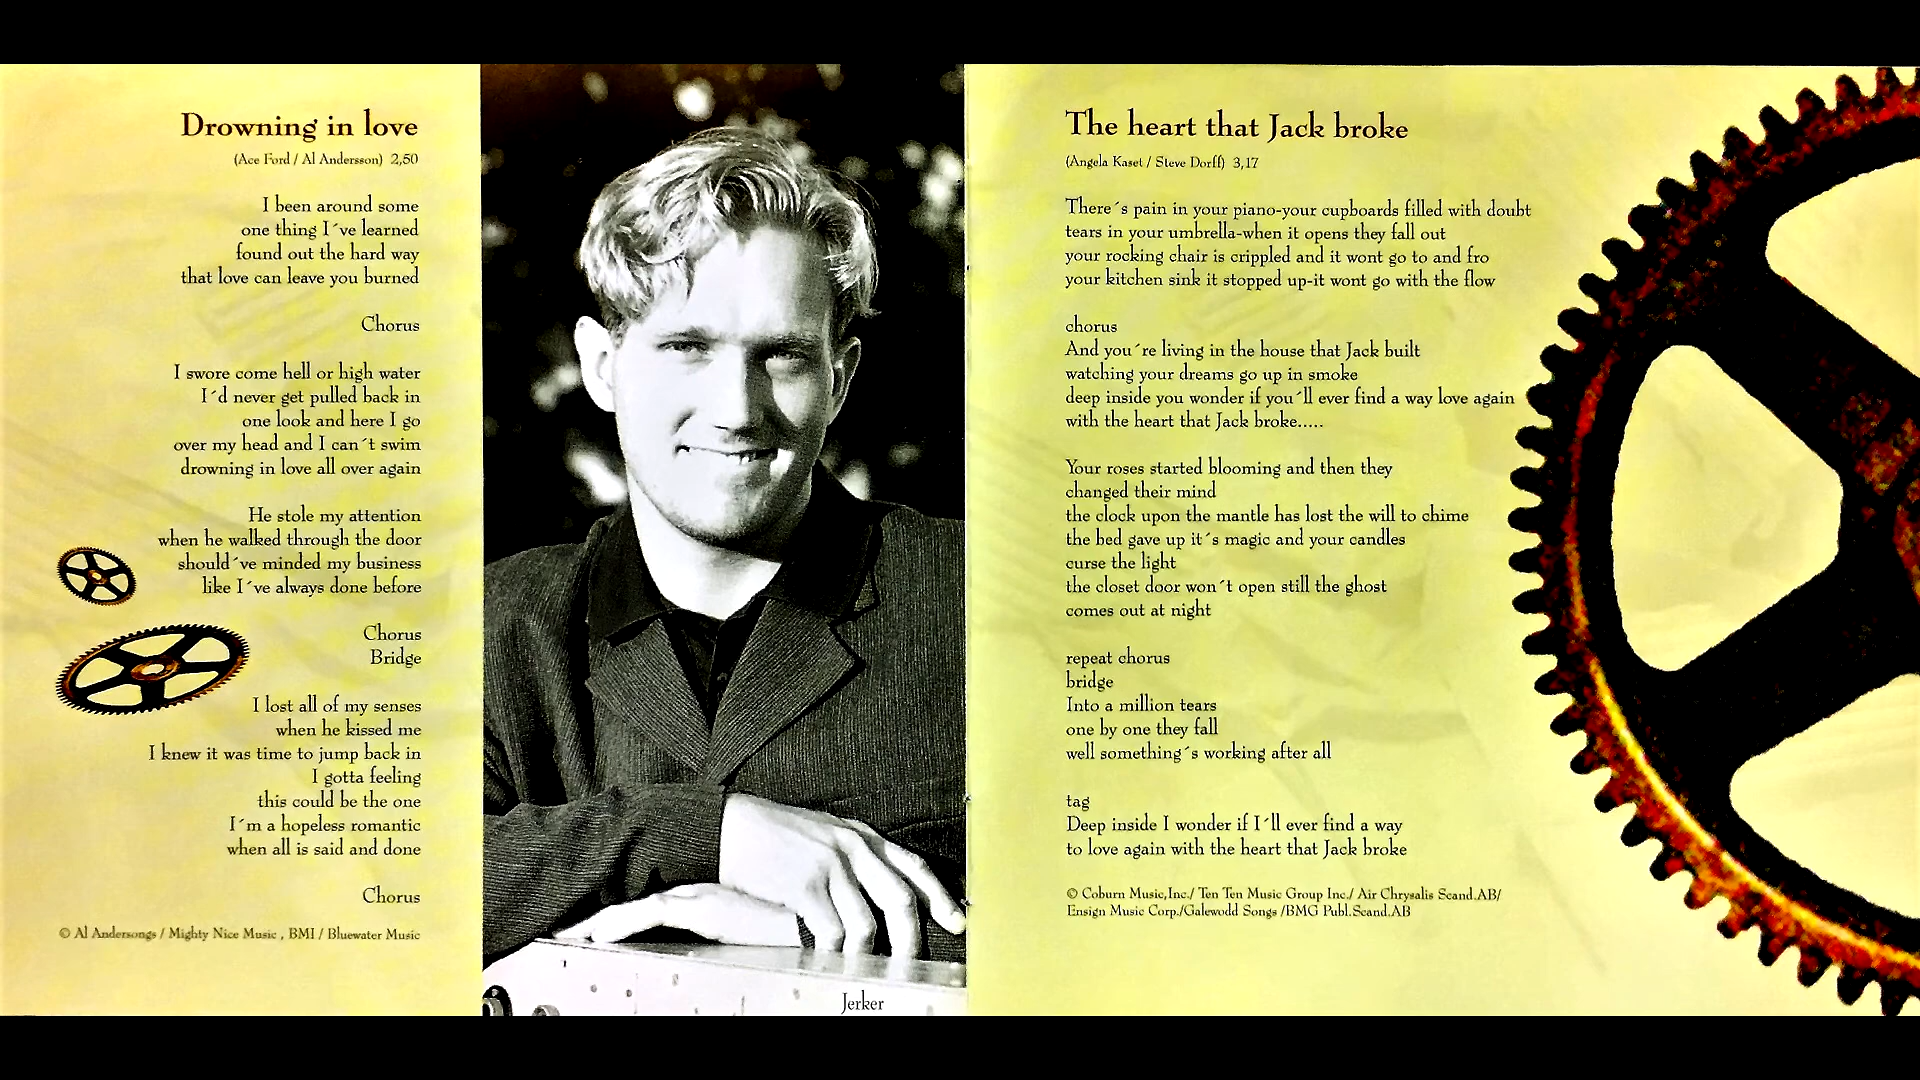 Drowning in love
(Ace Ford / Al Andersson) 2,50
I been around some
one thing I´ve learned
found out the hard way
that love can leave you burned
Chorus
I swore come hell or high water
I´d never get pulled back in
one look and here I go
over my head and I can´t swim
drowning in love all over again
He stole my attention
when he walked through the door
should´ve minded my business
like I´ve always done before
Chorus
Bridge
I lost all of my senses
when he kissed me
I knew it was time to jump back in
I gotta feeling
this could be the one
I´m a hopeless romantic
when all is said and done
Chorus
© Al Andersongs / Mighty Nice Music , BMI / Bluewater Music
Jerker
The heart that Jack broke
(Angela Kaset / Steve Dorff) 3,17
There´s pain in your piano-your cupboards filled with doubt
tears in your umbrella-when it opens they fall out
your rocking chair is crippled and it wont go to and fro
your kitchen sink it stopped up-it wont go with the flow
chorus
And you´re living in the house that Jack built
watching your dreams go up in smoke
deep inside you wonder if you´ll ever find a way love again
with the heart that Jack broke.....
Your roses started blooming and then they
changed their mind
the clock upon the mantle has lost the will to chime
the bed gave up it´s magic and your candles
curse the light
the closet door won´t open still the ghost
comes out at night
repeat chorus
bridge
Into a million tears
one by one they fall
well something´s working after all
tag
Deep inside I wonder if I´ll ever find a way
to love again with the heart that Jack broke
© Coburn Music,Inc./ Ten Ten Music Group Inc./ Air Chrysalis Scand.AB/
Ensign Music Corp./Galewodd Songs /BMG Publ.Scand.AB